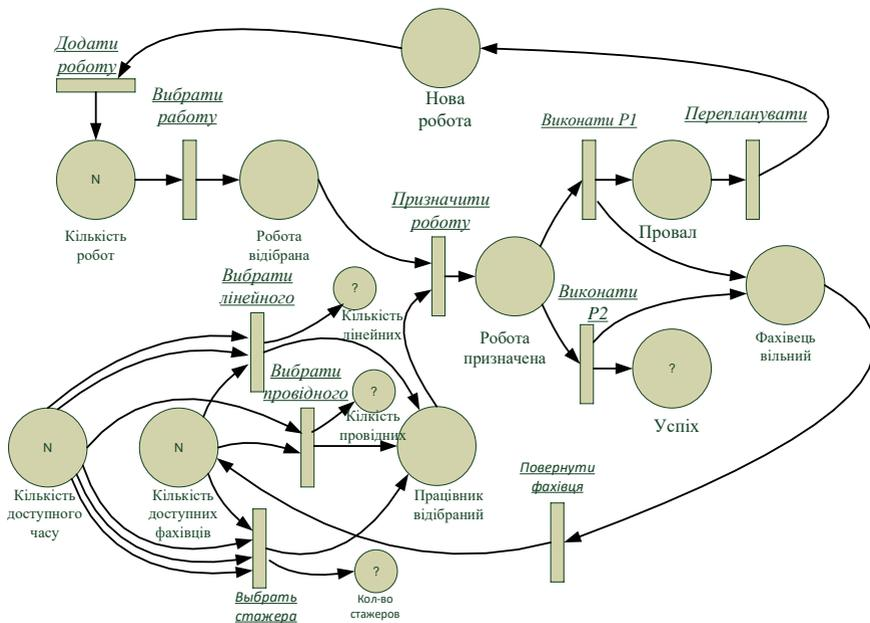 Додати
роботу
Нова
робота
Вибрати
работу
Виконати Р1
Перепланувати
N
Кількість
робот
Робота
відібрана
Призначити
роботу
Провал
Вибрати
лінейного
?
Кількість
лінейних
Робота
призначена
Виконати
Р2
Фахівець
вільний
?
Успіх
Вибрати
провідного
?
Кілкість
провідних
N
Кількість
доступного
часу
N
Кількість
доступних
фахівців
Працівник
відібраний
Повернути
фахівця
?
Кол-во
стажеров
Выбрать
стажера